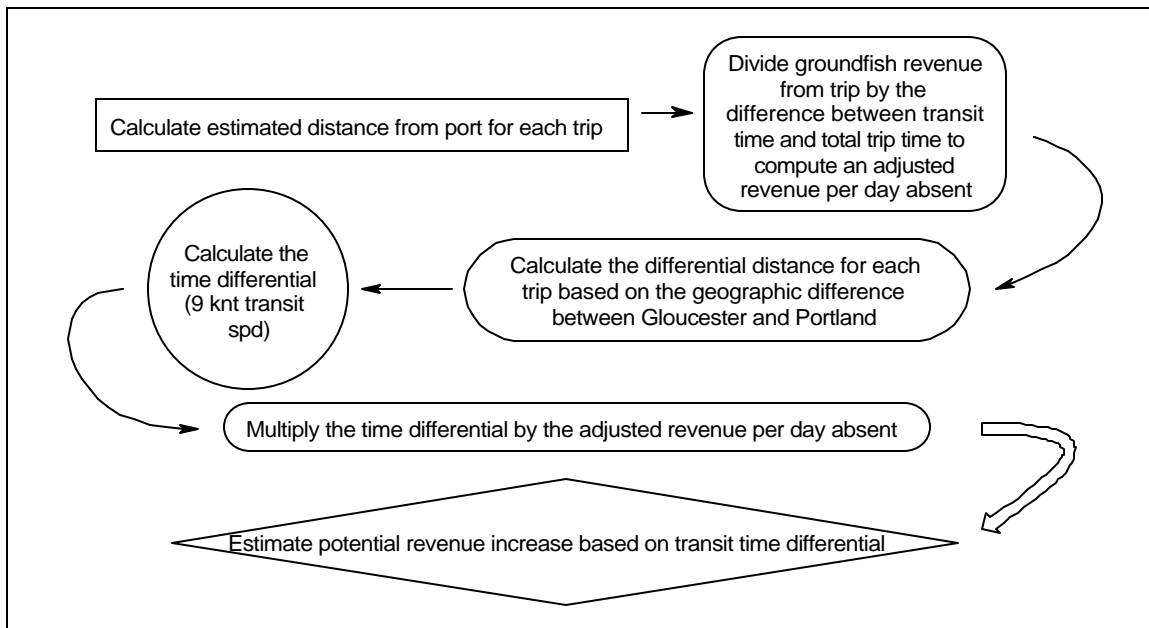 Calculate estimated distance from port for each trip
Divide groundfish revenue
from trip by the
difference between transit
time and total trip time to
compute an adjusted
revenue per day absent
Calculate the differential distance for each
trip based on the geographic difference
between Gloucester and Portland
Calculate the
time differential
(9 knt transit
spd)
Multiply the time differential by the adjusted revenue per day absent
Estimate potential revenue increase based on transit time differential